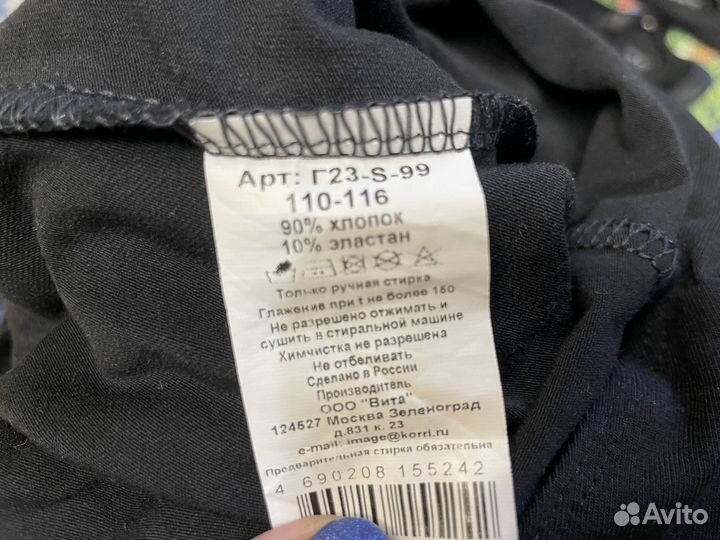 Арт: Г23-S-99
110-116
90% хлопок
10% эластан
Только ручная стирка
Глажение при t не более 150
Не разрешено отжимать и
сушить в стиральной машине
Химчистка не разрешена
Не отбеливать
Сделано в России
Производитель
ООО "Вита"
124527 Москва Зеленоград
д.831 к. 23
e-mail: image@korri.ru
Предварительная стирка обязательна
4 690208 155242
Avito